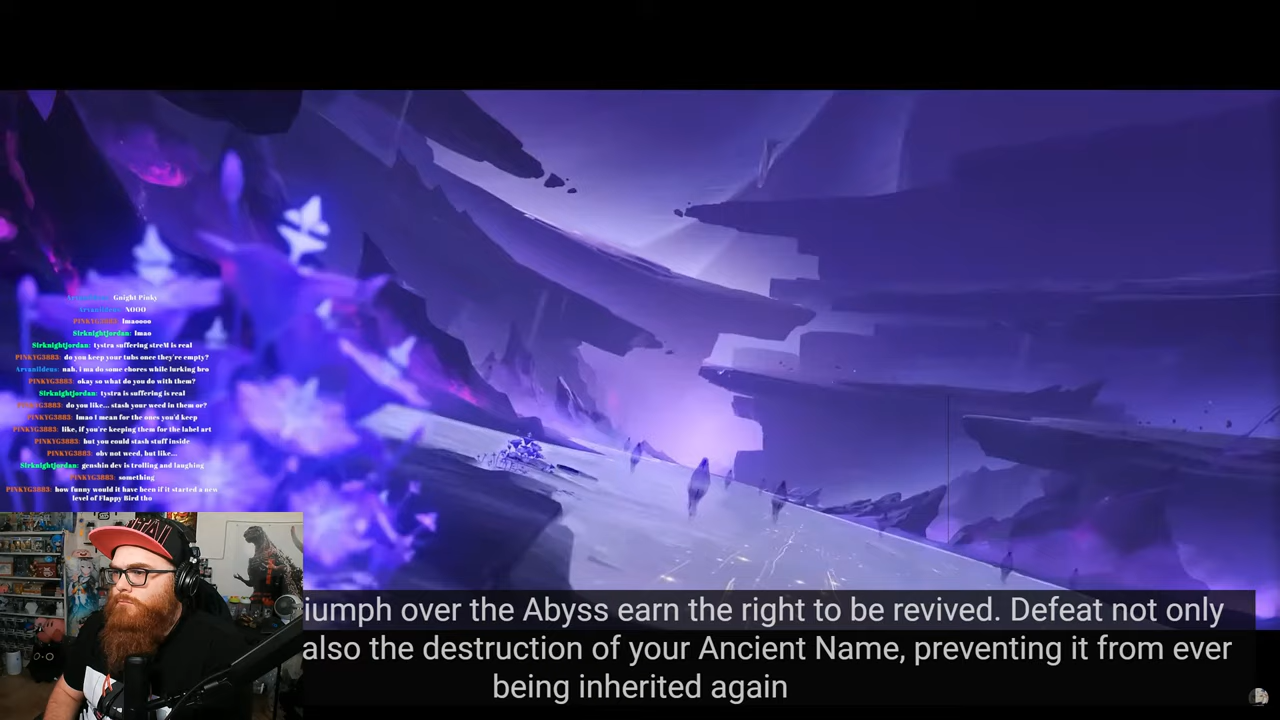 Gnight Pinky
NOOO
PINKYG3883: lmaoooo
Sirknightjordan: lmao
Sirknightjordan: tystra suffering streM is real
PINKYG3883: do you keep your tubs once they're empty?
Arvanildeus: nah, i ma do some chores while lurking bro
PINKYG3883: okay so what do you do with them?
Sirknightjordan: tystra is suffering is real
PINKYG3883: do you like... stash your weed in them or?
PINKYG3883: lmao I mean for the ones you'd keep
PINKYG3883: like, if you're keeping them for the label art
PINKYG3883: but you could stash stuff inside
PINKYG3883: obv not weed, but like...
Sirknightjordan: genshin dev is trolling and laughing
PINKYG3883: something
PINKYG3883: how funny would it have been if it started a new
level of Flappy Bird tho
iumph over the Abyss earn the right to be revived. Defeat not only
also the destruction of your Ancient Name, preventing it from ever
being inherited again